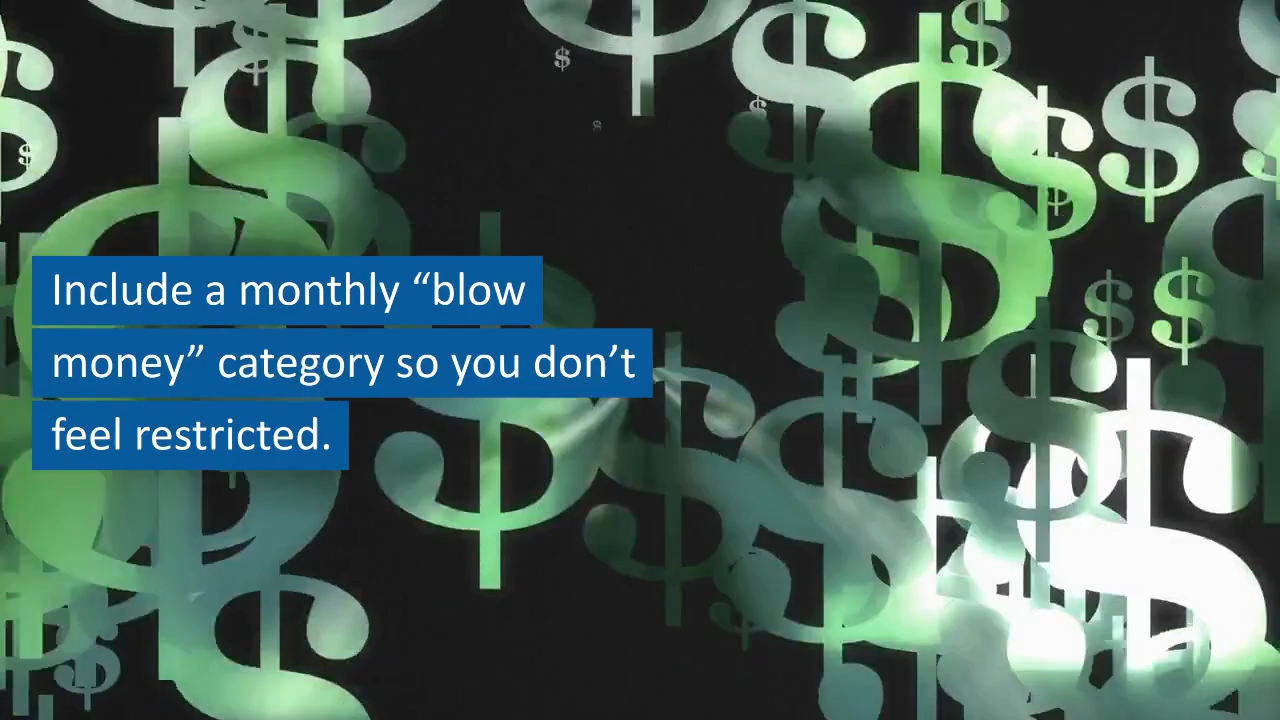 Include a monthly “blow
money” category so you don’t
feel restricted.